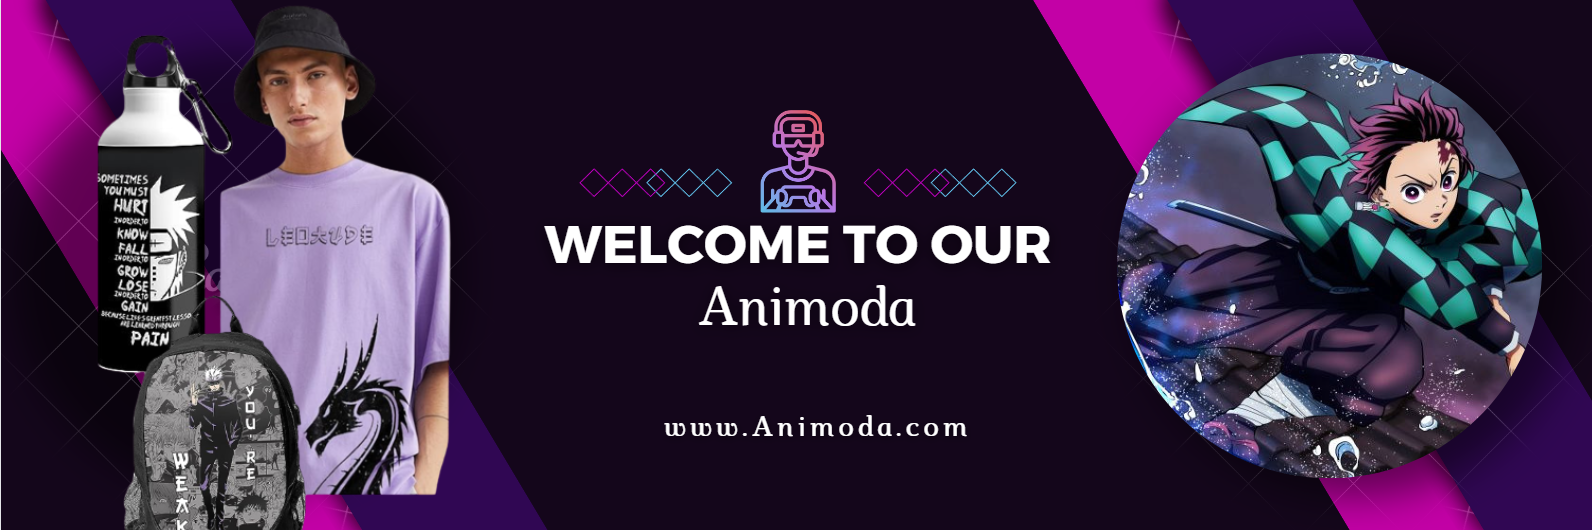 SOMETIMES
YOU MUST
HURT
IN ORDER TO
KNOW
FALL
IN ORDER TO
GROW
LOSE
IN ORDER TO
GAIN
BECAUSE LIFE'S GREATEST LESSO
ARE LEARNED THROUGH
PAIN
YOU'RE
WEAK
WELCOME TO OUR
Animoda
www.Animoda.com